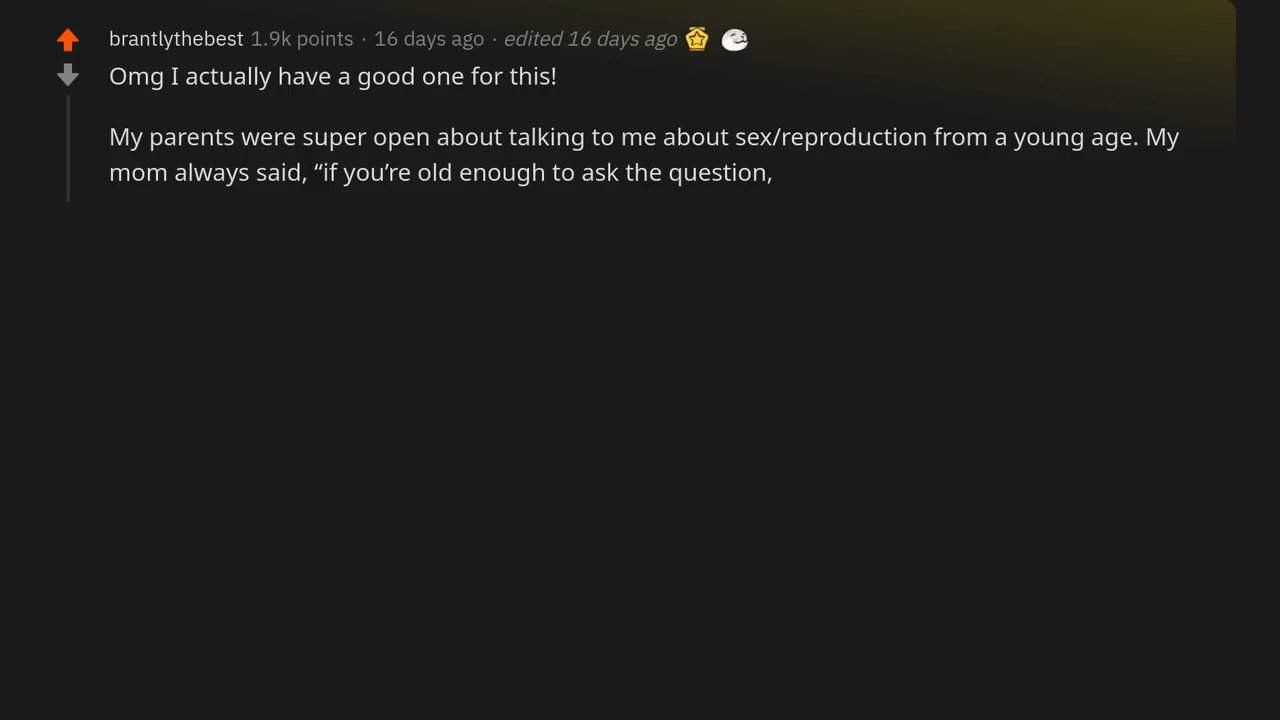 brantlythebest 1.9k points · 16 days ago · edited 16 days ago
Omg I actually have a good one for this!
My parents were super open about talking to me about sex/reproduction from a young age. My
mom always said, “if you’re old enough to ask the question,